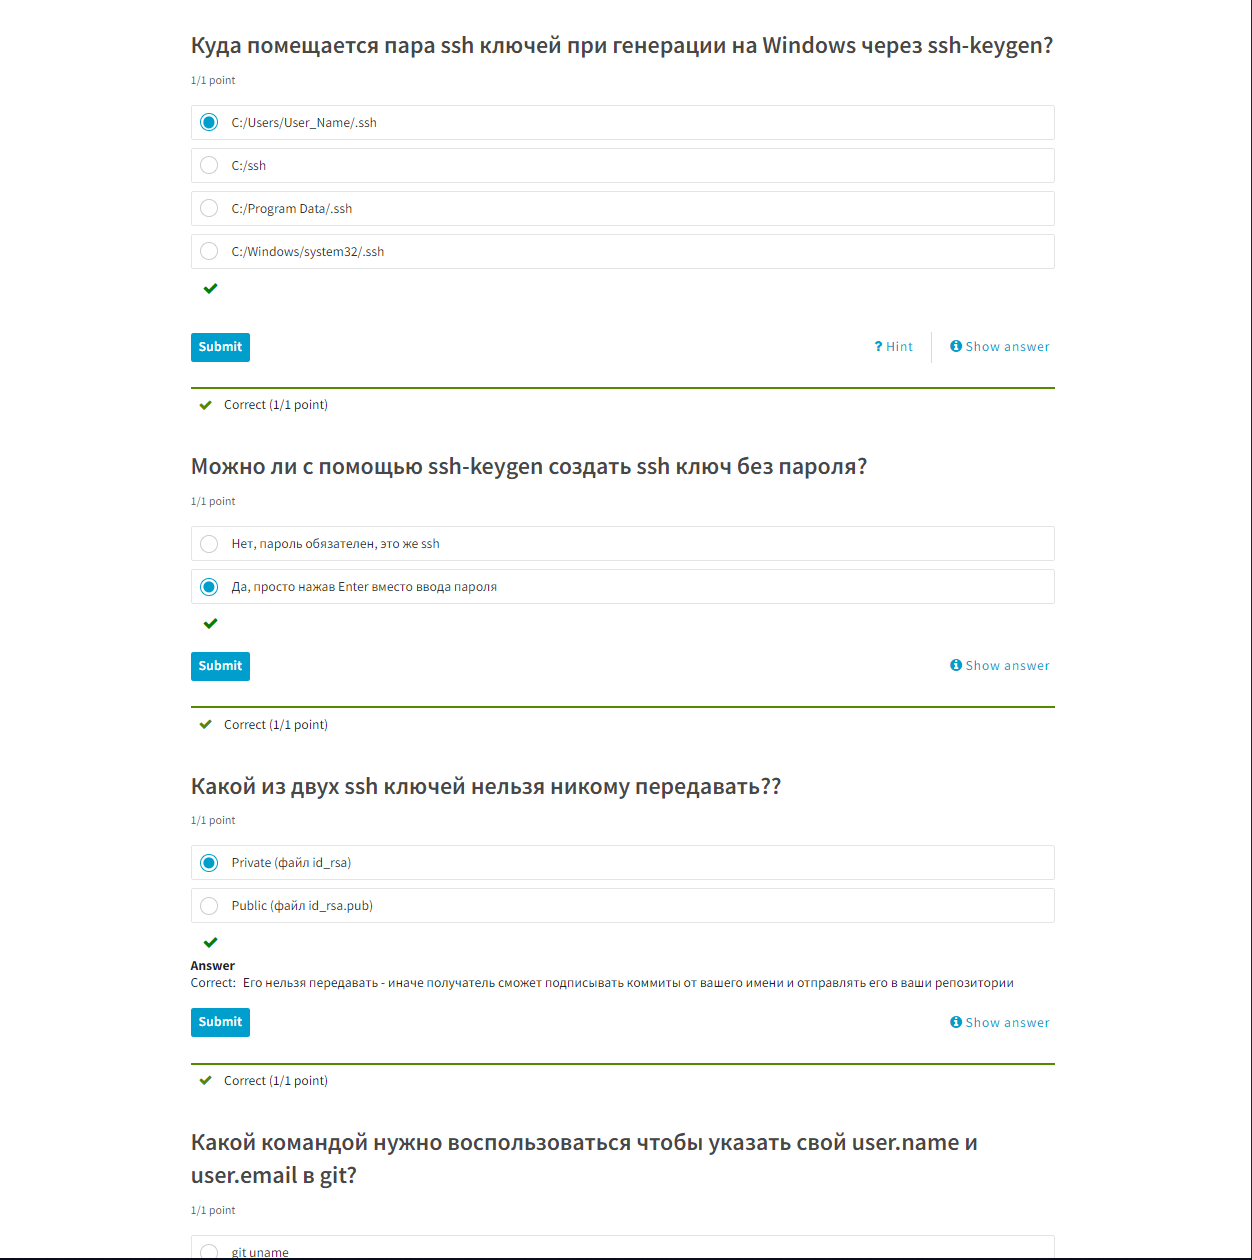 Куда помещается пара ssh ключей при генерации на Windows через ssh-keygen?
1/1 point
C:/Users/User_Name/.ssh
C:/ssh
C:/Program Data/.ssh
C:/Windows/system32/.ssh
Submit
? Hint
Show answer
Correct (1/1 point)
Можно ли с помощью ssh-keygen создать ssh ключ без пароля?
1/1 point
Нет, пароль обязателен, это же ssh
Да, просто нажав Enter вместо ввода пароля
Submit
Show answer
Correct (1/1 point)
Какой из двух ssh ключей нельзя никому передавать??
1/1 point
Private (файл id_rsa)
Public (файл id_rsa.pub)
Answer
Correct: Его нельзя передавать - иначе получатель сможет подписывать коммиты от вашего имени и отправлять его в ваши репозитории
Submit
Show answer
Correct (1/1 point)
Какой командой нужно воспользоваться чтобы указать свой user.name и
user.email в git?
1/1 point
git uname